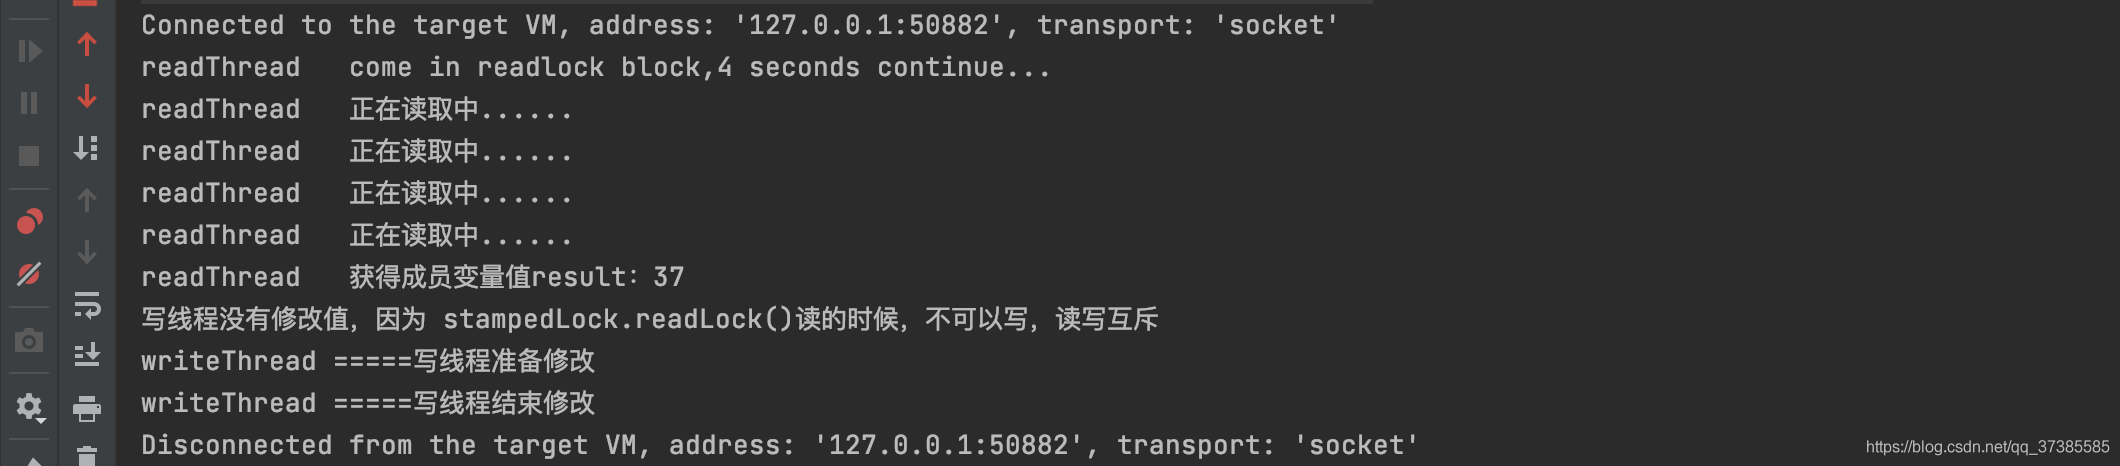 Connected to the target VM, address: '127.0.0.1:50882', transport: 'socket'
readThread   come in readlock block,4 seconds continue...
readThread   正在读取中......
readThread   正在读取中......
readThread   正在读取中......
readThread   正在读取中......
readThread   获得成员变量值result：37
写线程没有修改值，因为 stampedLock.readLock()读的时候，不可以写，读写互斥
writeThread =====写线程准备修改
writeThread =====写线程结束修改
Disconnected from the target VM, address: '127.0.0.1:50882', transport: 'socket'
https://blog.csdn.net/qq_37385585